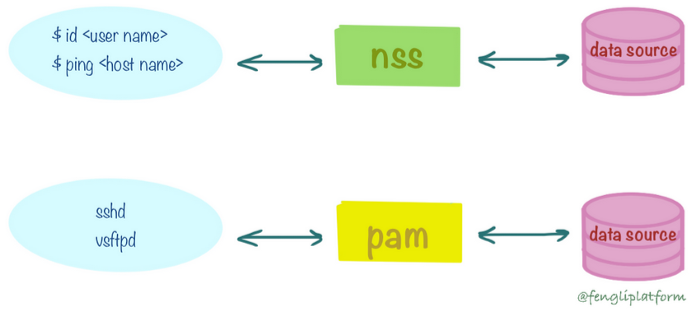 $ id <user name>
$ ping <host name>
nss
data source
sshd
vsftpd
pam
data source
@fengliplatform